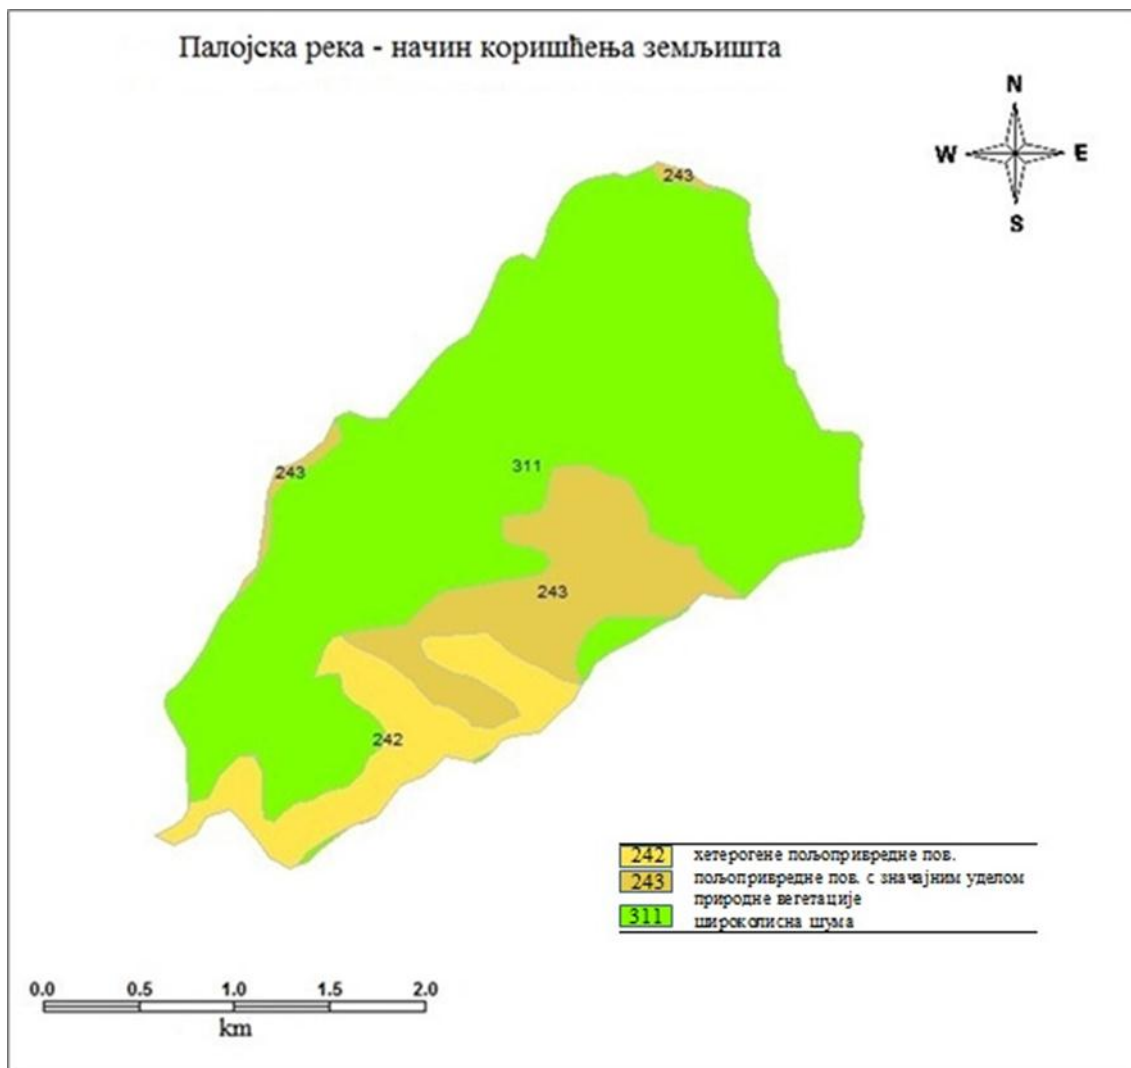 Палојска река - начин коришћења земљишта
N
W E
S
243
243
311
243
242
242 хетерогене пољопривредне пов.
243 пољопривредне пов. с значајним уделом
природне вегетације
311 широколисна шума
0.0 0.5 1.0 1.5 2.0
km